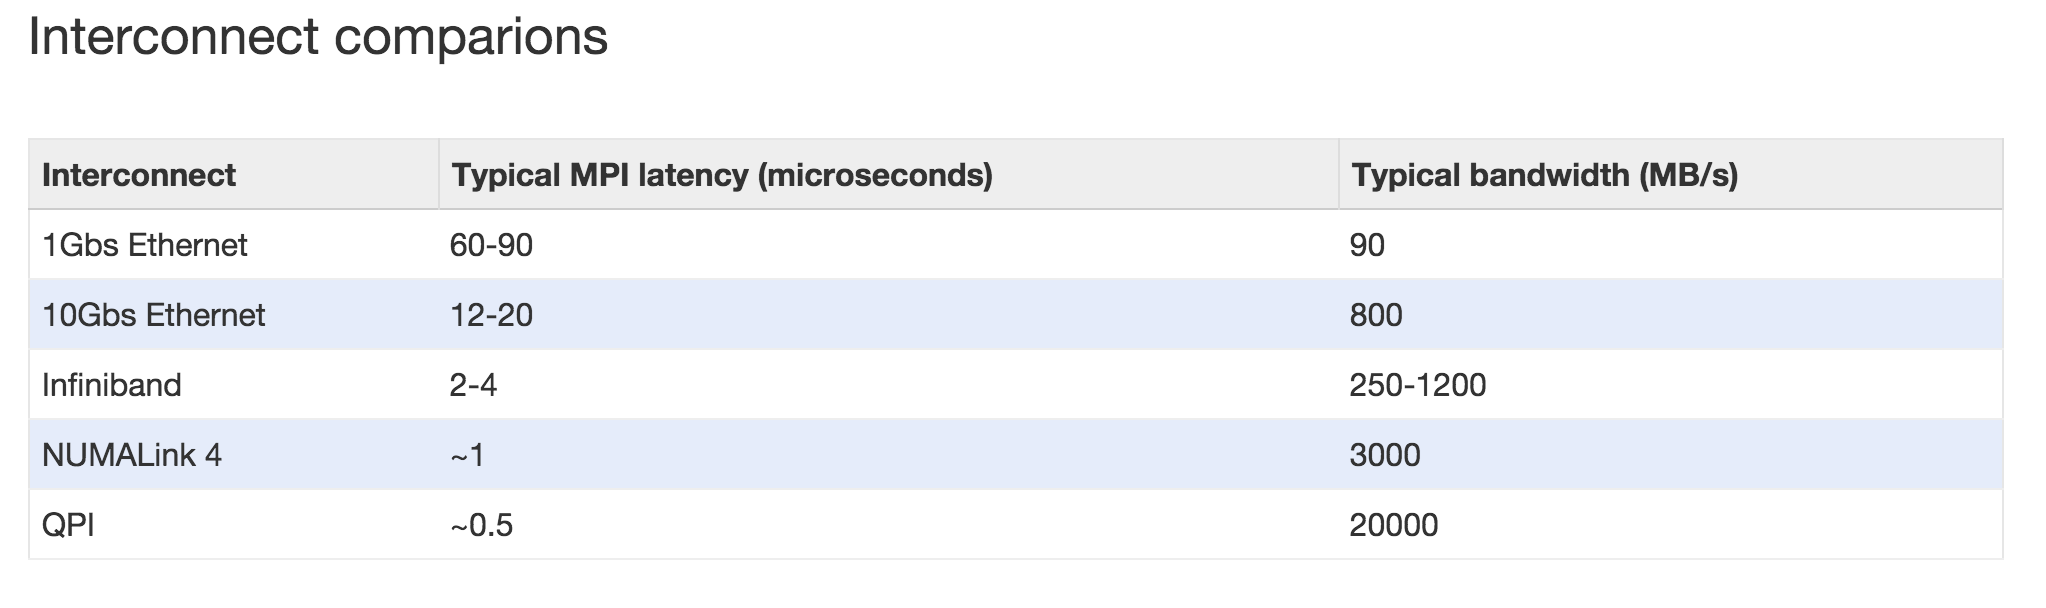 Interconnect comparions
Interconnect Typical MPI latency (microseconds) Typical bandwidth (MB/s)
1Gbs Ethernet 60-90 90
10Gbs Ethernet 12-20 800
Infiniband 2-4 250-1200
NUMALink 4 ~1 3000
QPI ~0.5 20000